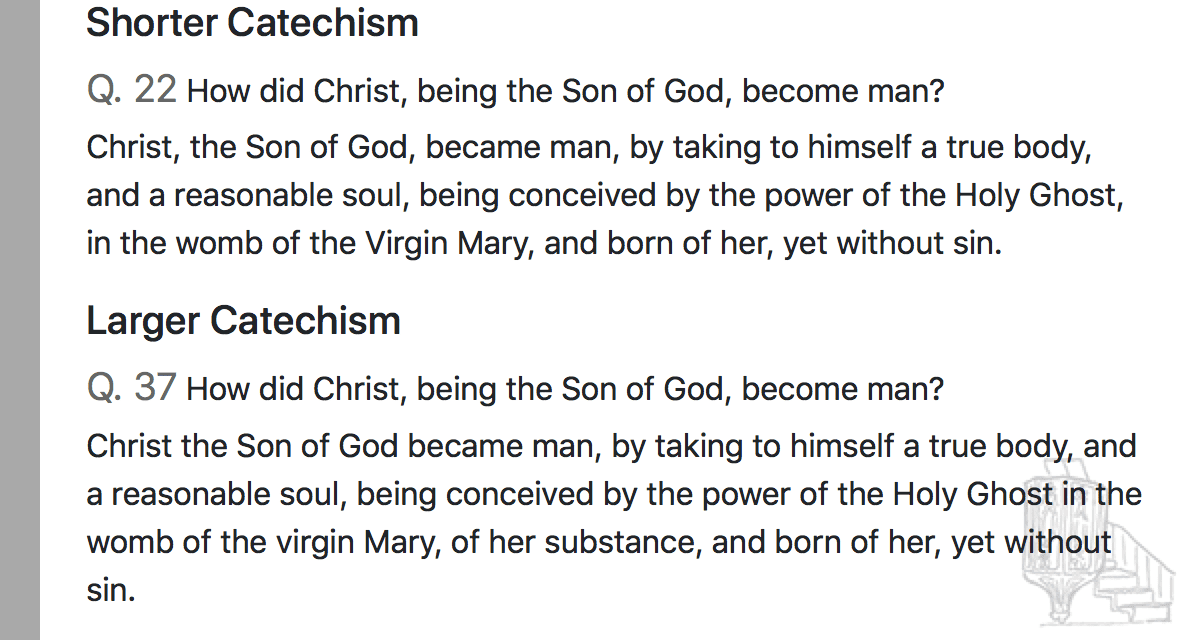 Shorter Catechism
Q. 22 How did Christ, being the Son of God, become man?
Christ, the Son of God, became man, by taking to himself a true body,
and a reasonable soul, being conceived by the power of the Holy Ghost,
in the womb of the Virgin Mary, and born of her, yet without sin.
Larger Catechism
Q. 37 How did Christ, being the Son of God, become man?
Christ the Son of God became man, by taking to himself a true body, and
a reasonable soul, being conceived by the power of the Holy Ghost in the
womb of the virgin Mary, of her substance, and born of her, yet without
sin.